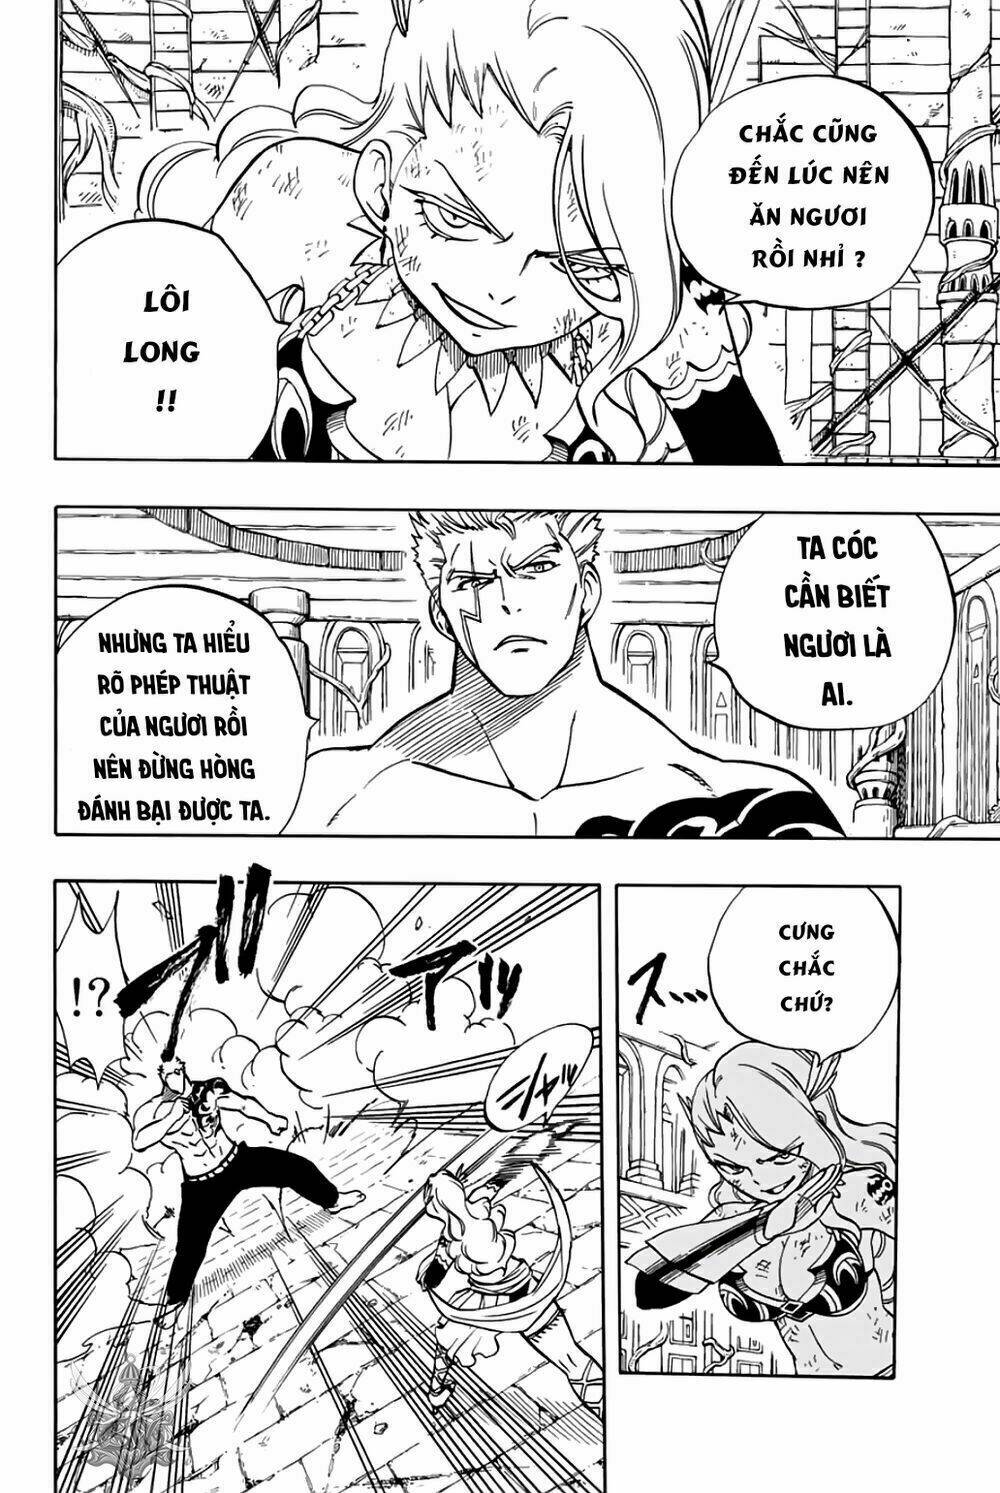 CHẮC CŨNG
ĐẾN LÚC NÊN
ĂN NGƯƠI
RỒI NHỈ ?
LÔI
LONG
!!
TA CÓC
CẦN BIẾT
NGƯƠI LÀ
AI.
NHƯNG TA HIỂU
RÕ PHÉP THUẬT
CỦA NGƯƠI RỒI
NÊN ĐỪNG HÒNG
ĐÁNH BẠI ĐƯỢC TA.
CƯNG
CHẮC
CHỨ?
ス...
!?